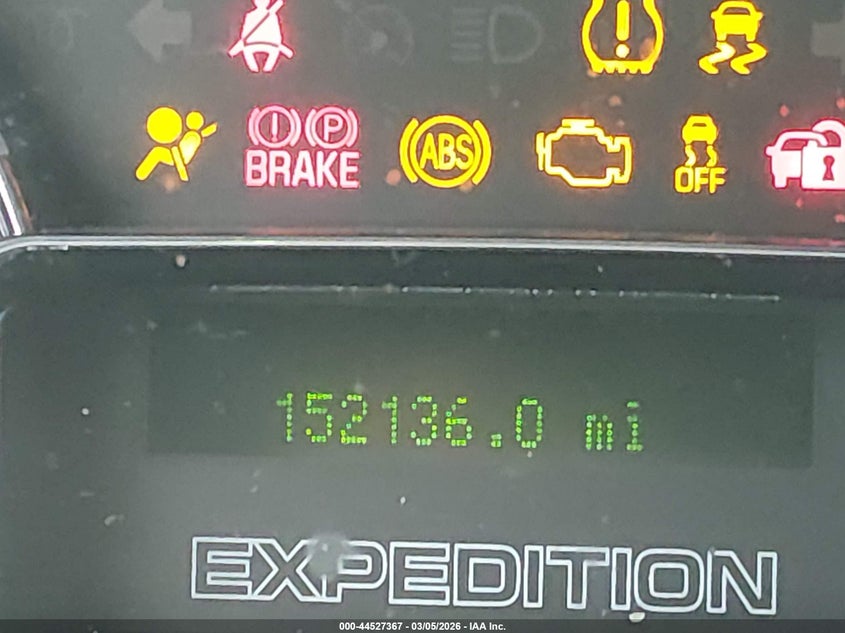 P
BRAKE
ABS
OFF
152136.0 mi
EXPEDITION
000-44527367 - 03/05/2026 - IAA Inc.